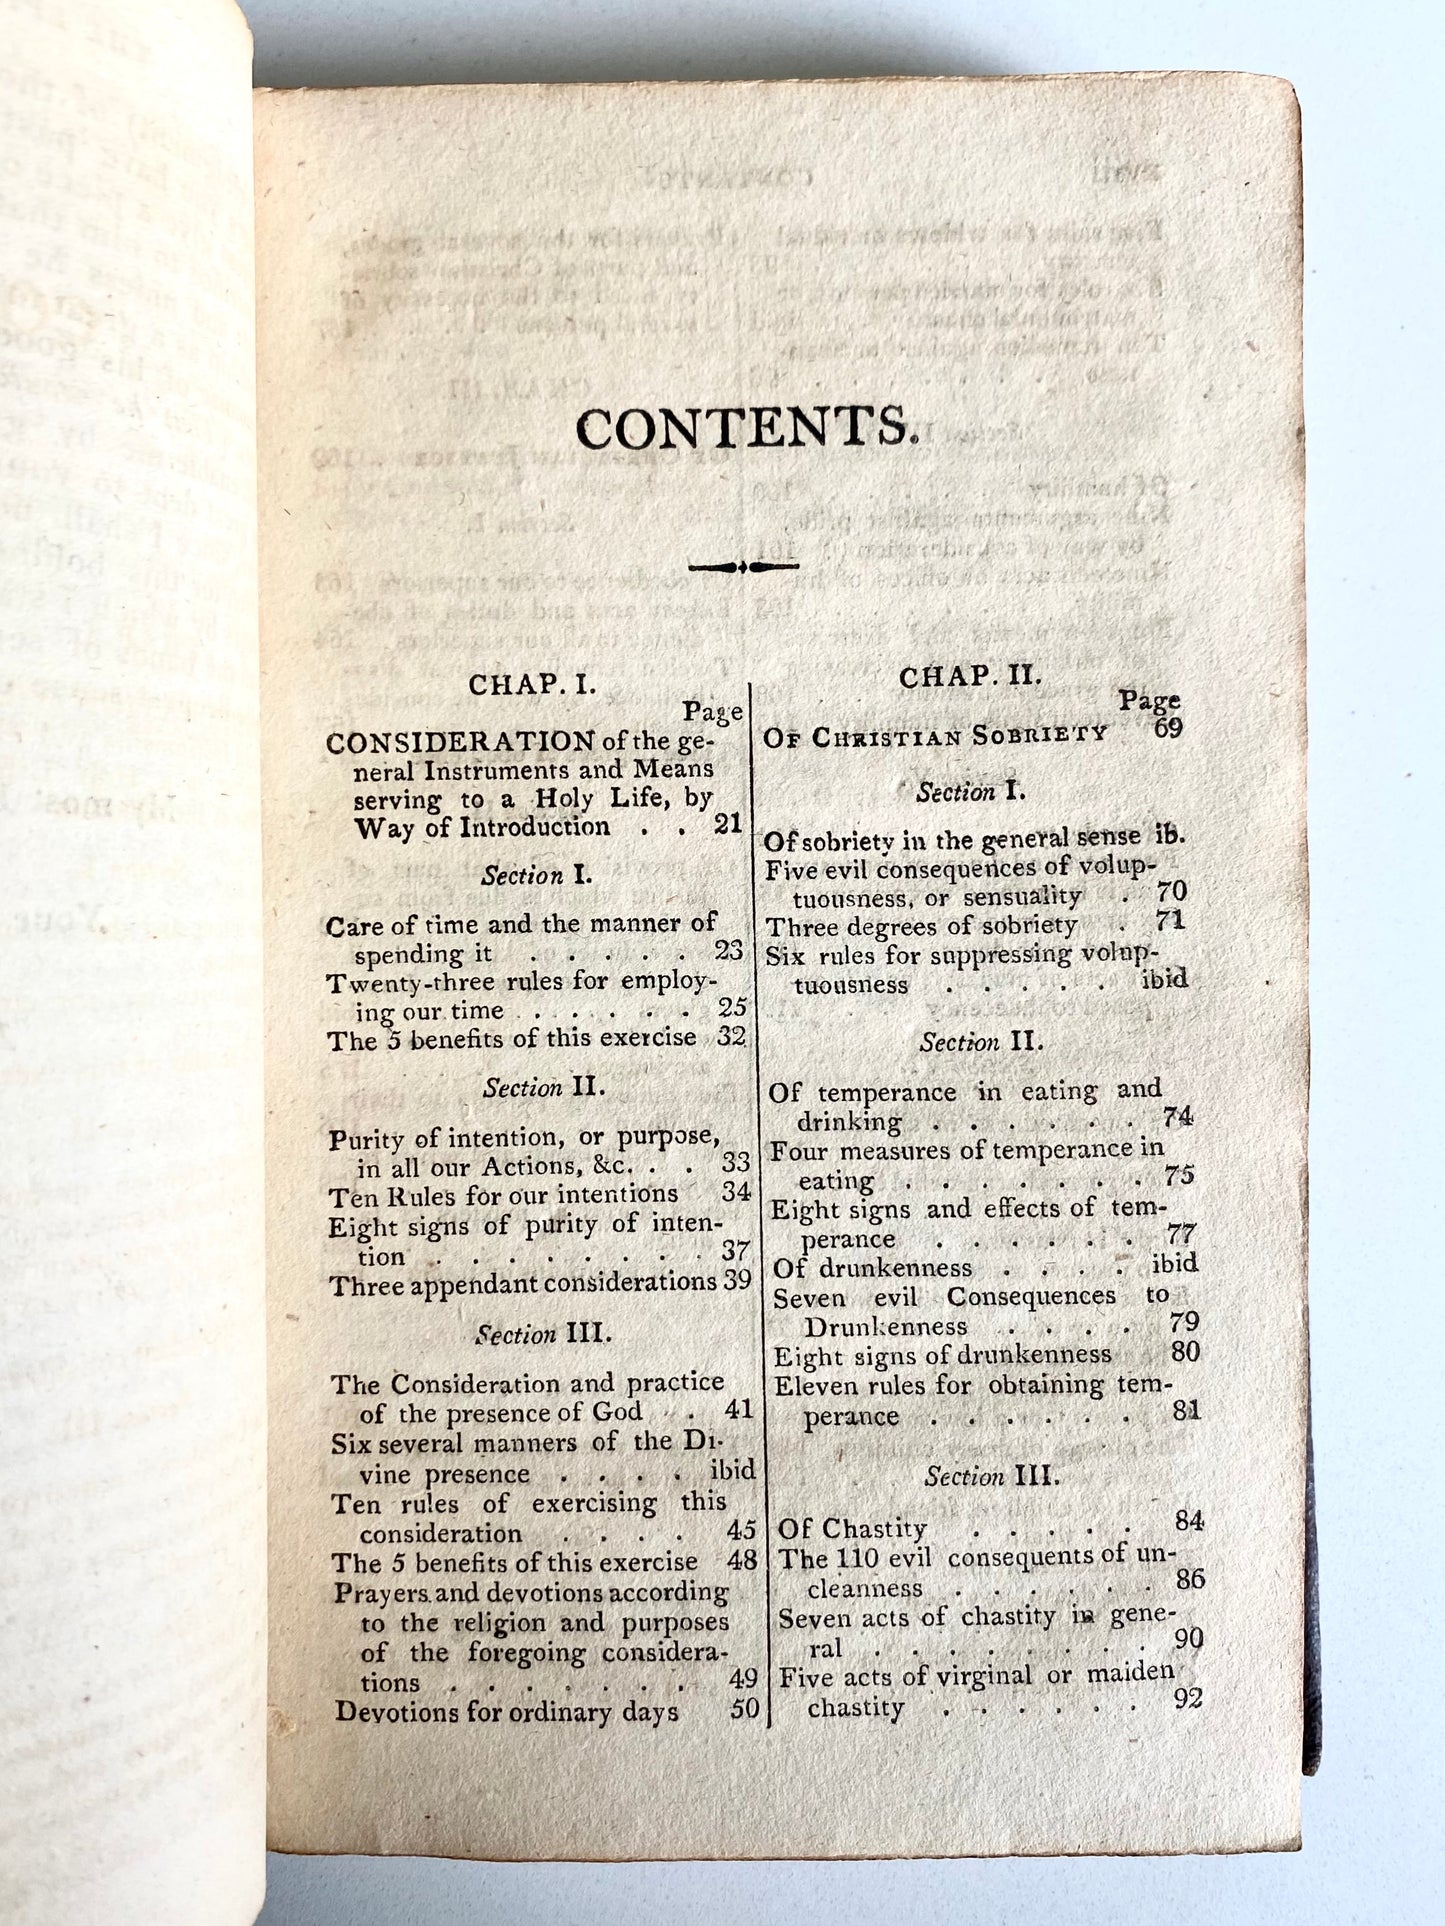 CONTENTS.
CHAP. I.
Page
CONSIDERATION of the ge-
neral Instruments and Means
serving to a Holy Life, by
Way of Introduction . . 21
Section I.
Care of time and the manner of
spending it . . . . . 23
Twenty-three rules for employ-
ing our time . . . . . . 25
The 5 benefits of this exercise 32
Section II.
Purity of intention, or purpose,
in all our Actions, &c. . . 33
Ten Rules for our intentions 34
Eight signs of purity of inten-
tion . . . . . . . . 37
Three appendant considerations 39
Section III.
The Consideration and practice
of the presence of God . 41
Six several manners of the Di-
vine presence . . . . ibid
Ten rules of exercising this
consideration . . . . 45
The 5 benefits of this exercise 48
Prayers and devotions according
to the religion and purposes
of the foregoing considera-
tions . . . . . . . 49
Devotions for ordinary days 50
CHAP. II.
Page
OF CHRISTIAN SOBRIETY 69
Section I.
Of sobriety in the general sense ib.
Five evil consequences of volup-
tuousness, or sensuality . 70
Three degrees of sobriety . 71
Six rules for suppressing volup-
tuousness . . . . . ibid
Section II.
Of temperance in eating and
drinking . . . . . . 74
Four measures of temperance in
eating . . . . . . . 75
Eight signs and effects of tem-
perance . . . . . . 77
Of drunkenness . . . . ibid
Seven evil Consequences to
Drunkenness . . . . 79
Eight signs of drunkenness 80
Eleven rules for obtaining tem-
perance . . . . . . 81
Section III.
Of Chastity . . . . . 84
The 110 evil consequents of un-
cleanness . . . . . . 86
Seven acts of chastity in gene-
ral . . . . . . . . 90
Five acts of virginal or maiden
chastity . . . . . . 92